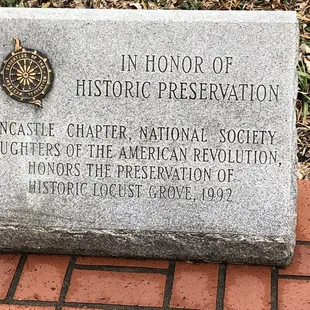 IN HONOR OF
HISTORIC PRESERVATION
NCASTLE CHAPTER, NATIONAL SOCIETY
UGHTERS OF THE AMERICAN REVOLUTION,
HONORS THE PRESERVATION OF
HISTORIC LOCUST GROVE, 1992